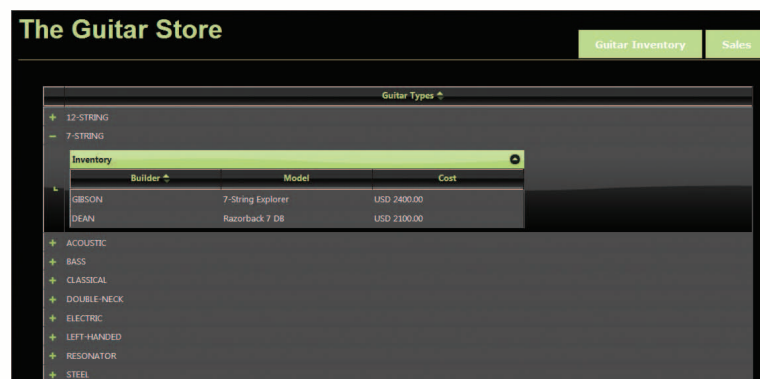 The Guitar Store
Guitar Inventory Sales
Guitar Types
12-STRING
7-STRING
Inventory
Builder Model Cost
GIBSON 7-String Explorer USD 2400.00
DEAN Razorback 7 DB USD 2100.00
ACOUSTIC
BASS
CLASSICAL
DOUBLE-NECK
ELECTRIC
LEFT-HANDED
RESONATOR
STEEL